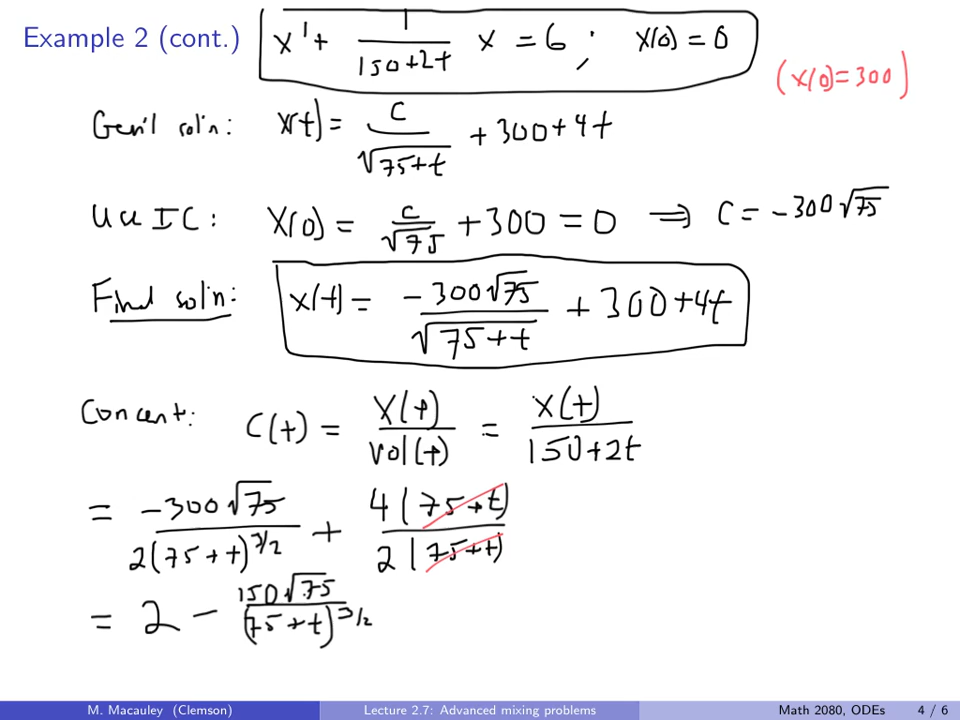 Example 2 (cont.) x' + 1/(150+2t) x = 6 ; x(0) = 0
(x(0) = 300)
Gen'l sol'n: x(t) = C/√(75+t) + 300 + 4t
Use IC: x(0) = C/√75 + 300 = 0 ⟹ C = -300√75
Final sol'n: x(t) = -300√75/√(75+t) + 300 + 4t
Concent: C(t) = x(t)/vol(t) = x(t)/(150+2t)
= -300√75/2(75+t)^3/2 + 4(75+t)/2(75+t)
= 2 - 150√75/(75+t)^3/2
M. Macauley (Clemson) Lecture 2.7: Advanced mixing problems Math 2080, ODEs 4 / 6